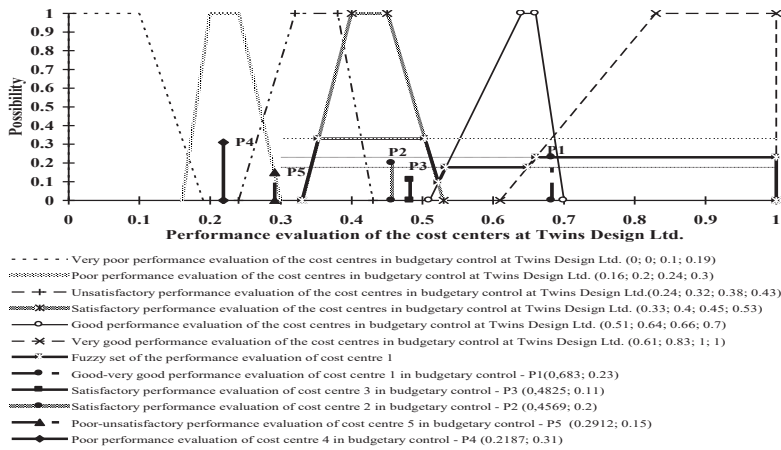 1
0.9
0.8
0.7
0.6
0.5
0.4
0.3
0.2
0.1
0
Possibility
P4
P5
P2
P3
P1
0 0.1 0.2 0.3 0.4 0.5 0.6 0.7 0.8 0.9 1
Performance evaluation of the cost centers at Twins Design Ltd.
Very poor performance evaluation of the cost centres in budgetary control at Twins Design Ltd. (0; 0; 0.1; 0.19)
Poor performance evaluation of the cost centres in budgetary control at Twins Design Ltd. (0.16; 0.2; 0.24; 0.3)
Unsatisfactory performance evaluation of the cost centres in budgetary control at Twins Design Ltd.(0.24; 0.32; 0.38; 0.43)
Satisfactory performance evaluation of the cost centres in budgetary control at Twins Design Ltd. (0.33; 0.4; 0.45; 0.53)
Good performance evaluation of the cost centres in budgetary control at Twins Design Ltd. (0.51; 0.64; 0.66; 0.7)
Very good performance evaluation of the cost centres in budgetary control at Twins Design Ltd. (0.61; 0.83; 1; 1)
Fuzzy set of the performance evaluation of cost centre 1
Good-very good performance evaluation of cost centre 1 in budgetary control - P1(0,683; 0.23)
Satisfactory performance evaluation of cost centre 3 in budgetary control - P3 (0,4825; 0.11)
Satisfactory performance evaluation of cost centre 2 in budgetary control - P2 (0,4569; 0.2)
Poor-unsatisfactory performance evaluation of cost centre 5 in budgetary control - P5 (0.2912; 0.15)
Poor performance evaluation of cost centre 4 in budgetary control - P4 (0.2187; 0.31)